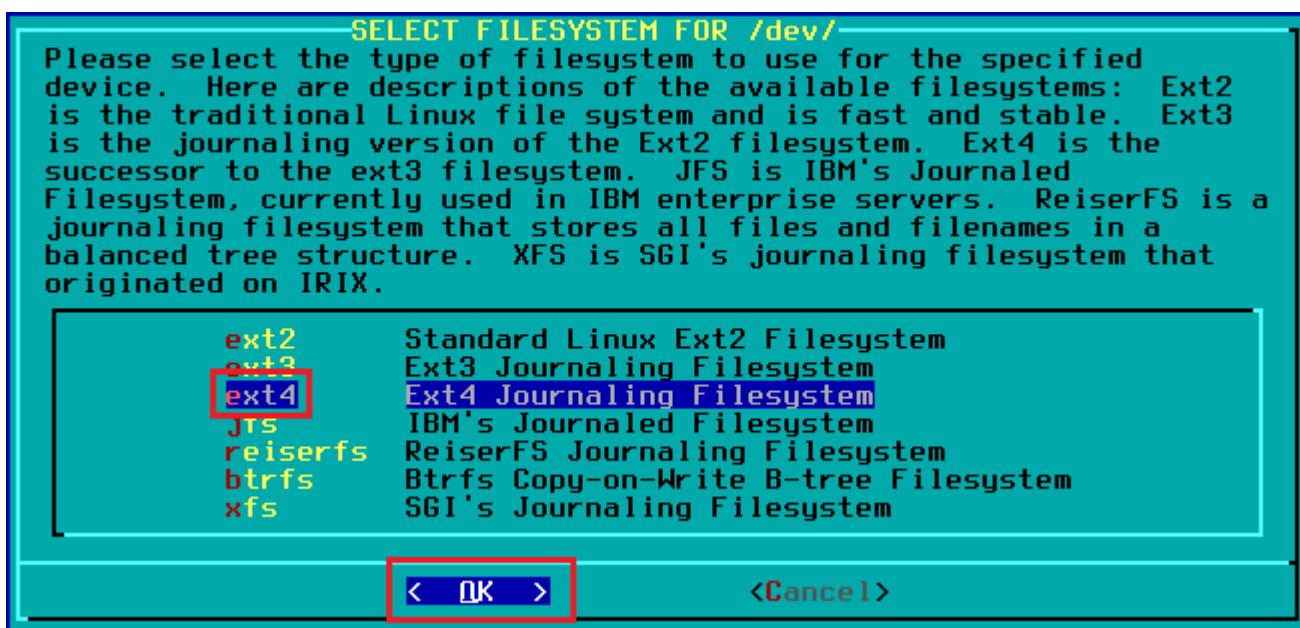 SELECT FILESYSTEM FOR /dev/
Please select the type of filesystem to use for the specified
device.  Here are descriptions of the available filesystems:  Ext2
is the traditional Linux file system and is fast and stable.  Ext3
is the journaling version of the Ext2 filesystem.  Ext4 is the
successor to the ext3 filesystem.  JFS is IBM's Journaled
Filesystem, currently used in IBM enterprise servers.  ReiserFS is a
journaling filesystem that stores all files and filenames in a
balanced tree structure.  XFS is SGI's journaling filesystem that
originated on IRIX.
ext2 Standard Linux Ext2 Filesystem
ext3 Ext3 Journaling Filesystem
ext4 Ext4 Journaling Filesystem
jfs IBM's Journaled Filesystem
reiserfs ReiserFS Journaling Filesystem
btrfs Btrfs Copy-on-Write B-tree Filesystem
xfs SGI's Journaling Filesystem
< OK > <Cancel>